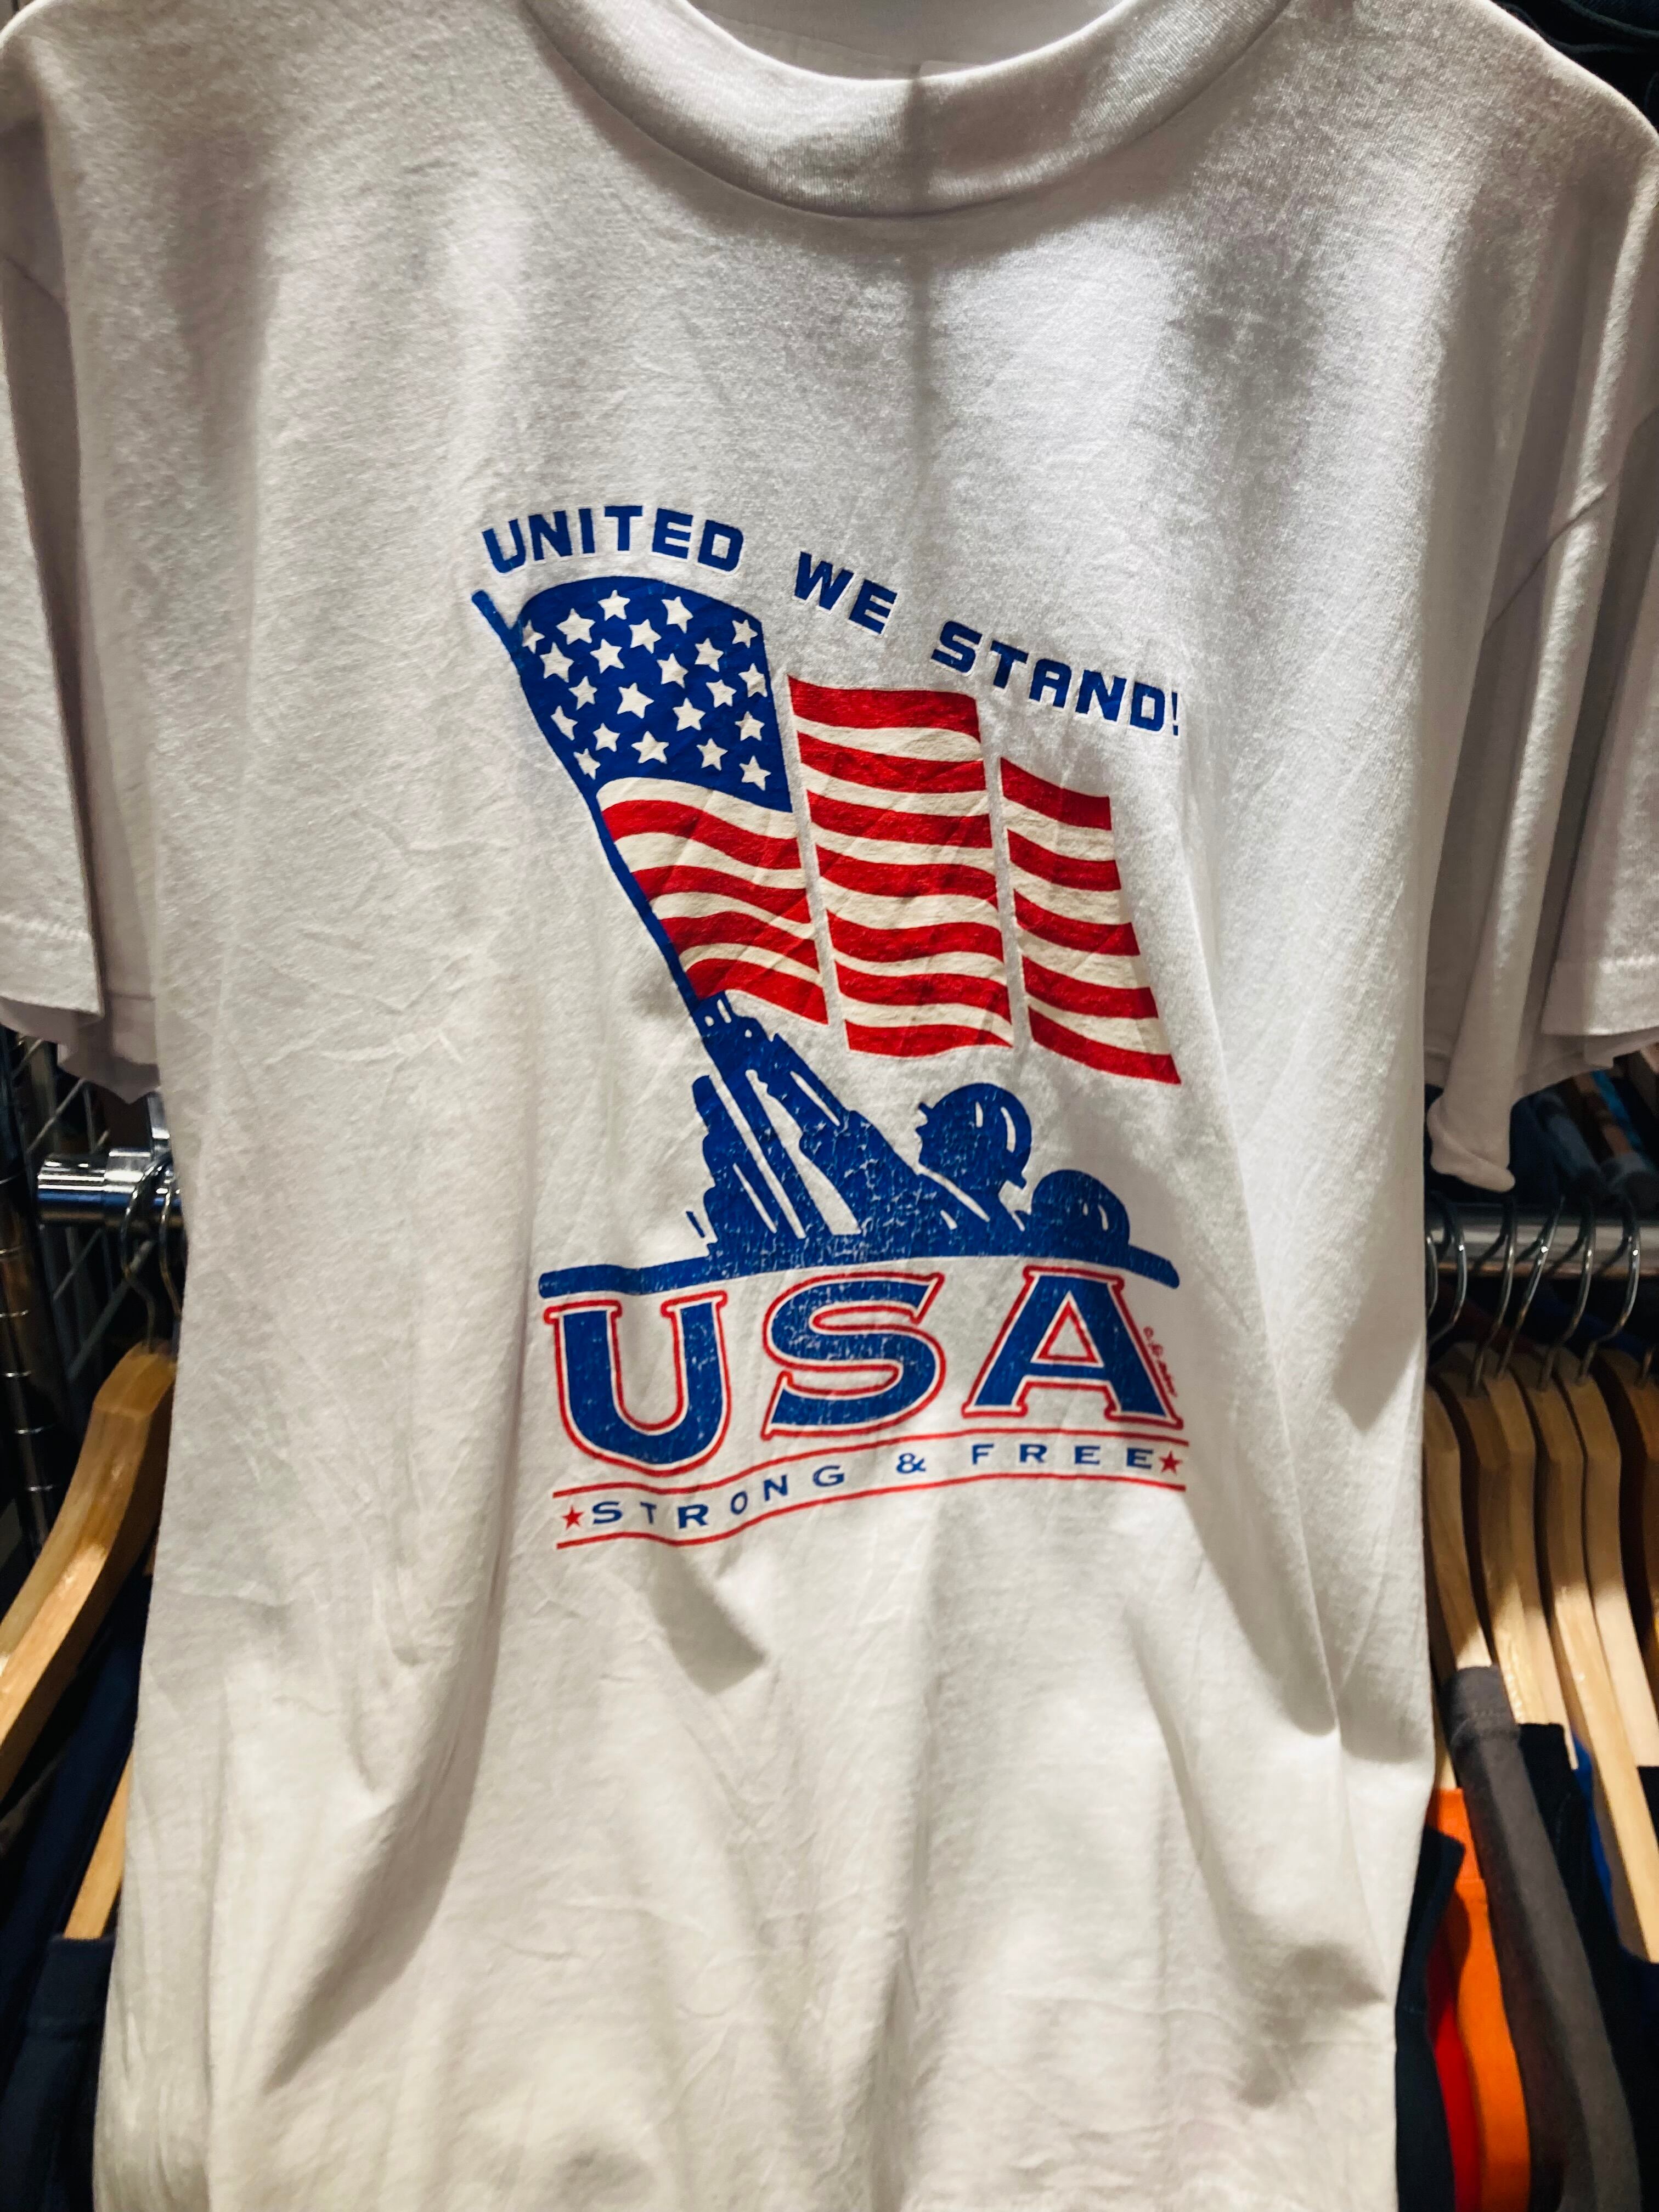 UNITED WE STAND!
USA
STRONG & FREE